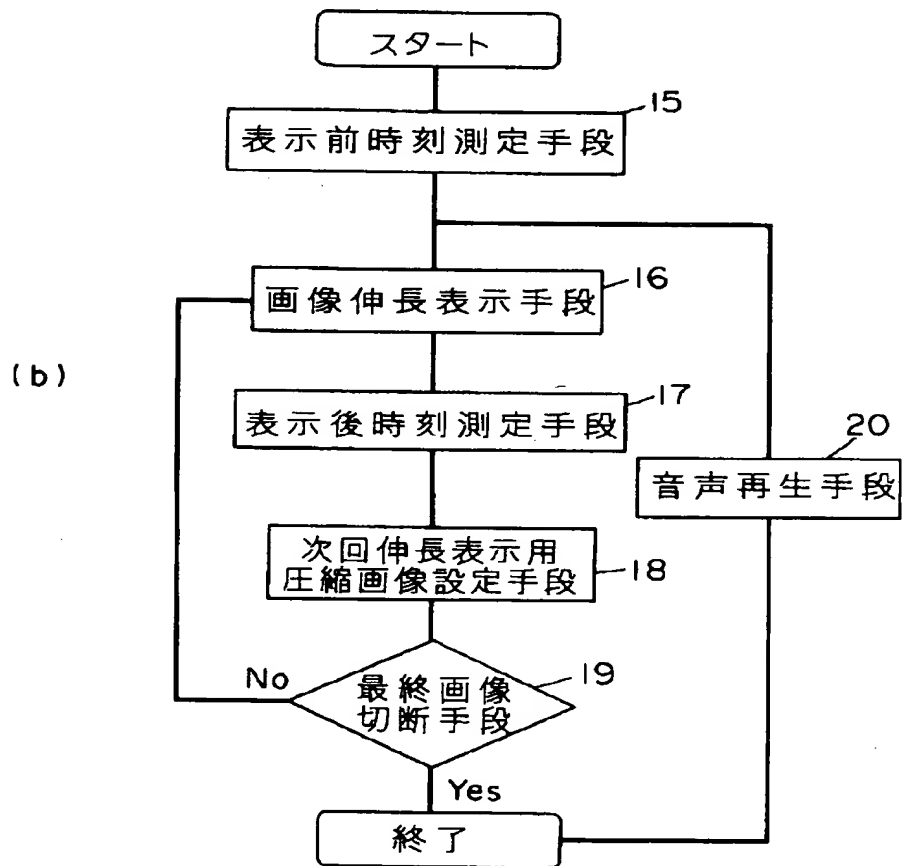 スタート
15
表示前時刻測定手段
16
画像伸長表示手段
(b)
17
表示後時刻測定手段
20
音声再生手段
次回伸長表示用
圧縮画像設定手段
18
No
19
最終画像
切断手段
Yes
終了